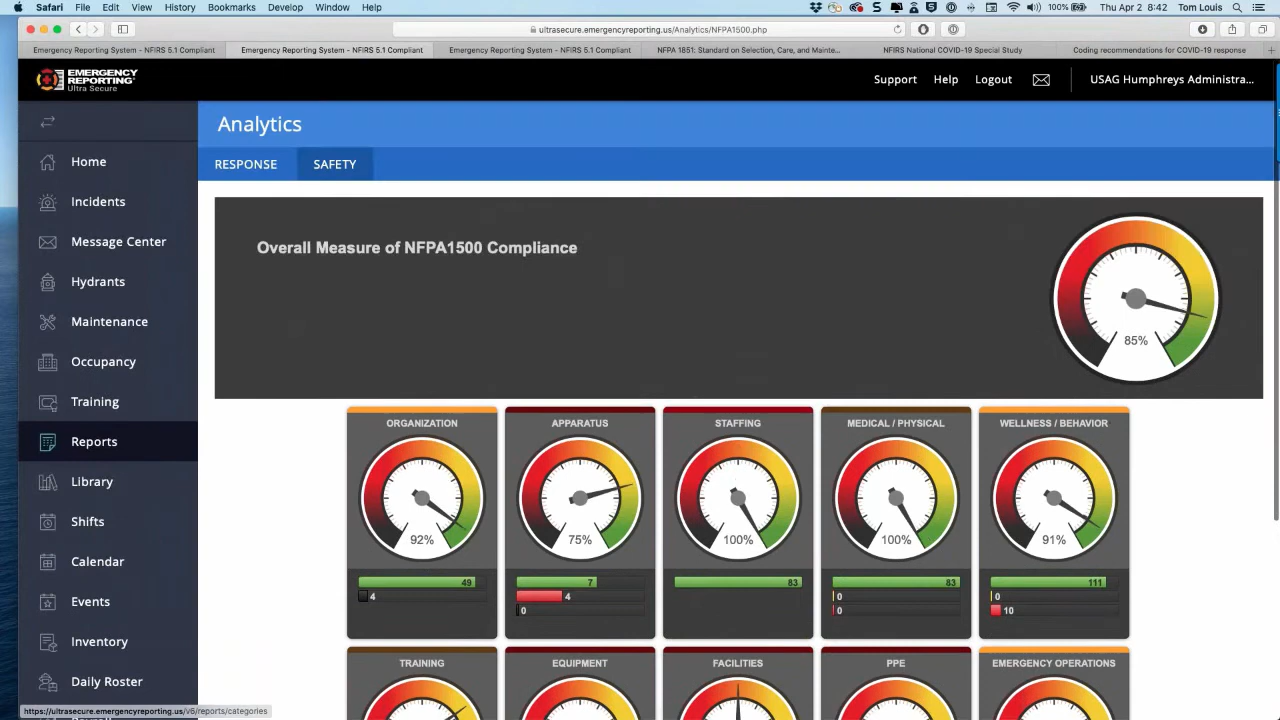 Safari File Edit View History Bookmarks Develop Window Help 100% Thu Apr 2 8:42 Tom Louis
ultrasecure.emergencyreporting.us/Analytics/NFPA1500.php
Emergency Reporting System - NFIRS 5.1 Compliant Emergency Reporting System - NFIRS 5.1 Compliant Emergency Reporting System - NFIRS 5.1 Compliant NFPA 1851: Standard on Selection, Care, and Mainte... NFIRS National COVID-19 Special Study Coding recommendations for COVID-19 response
EMERGENCY
REPORTING
Ultra Secure
Support Help Logout USAG Humphreys Administra...
Analytics
RESPONSE SAFETY
Home
Incidents
Message Center
Hydrants
Maintenance
Occupancy
Training
Reports
Library
Shifts
Calendar
Events
Inventory
Daily Roster
Overall Measure of NFPA1500 Compliance
85%
ORGANIZATION APPARATUS STAFFING MEDICAL / PHYSICAL WELLNESS / BEHAVIOR
92% 75% 100% 100% 91%
49 7 83 83 111
4 4 0 0
0 0 10
TRAINING EQUIPMENT FACILITIES PPE EMERGENCY OPERATIONS
https://ultrasecure.emergencyreporting.us/v6/reports/categories